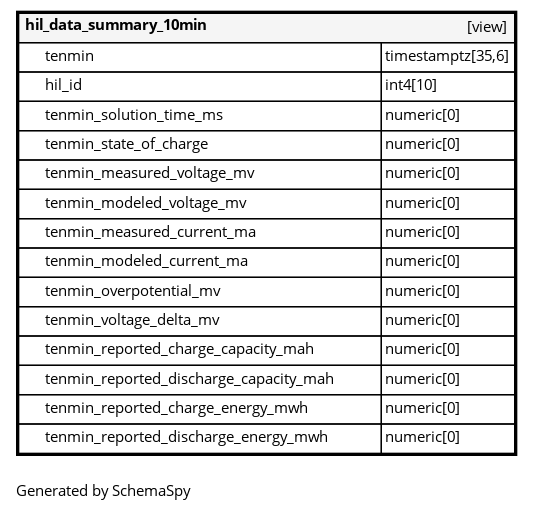 hil_data_summary_10min [view]
tenmin timestamptz[35,6]
hil_id int4[10]
tenmin_solution_time_ms numeric[0]
tenmin_state_of_charge numeric[0]
tenmin_measured_voltage_mv numeric[0]
tenmin_modeled_voltage_mv numeric[0]
tenmin_measured_current_ma numeric[0]
tenmin_modeled_current_ma numeric[0]
tenmin_overpotential_mv numeric[0]
tenmin_voltage_delta_mv numeric[0]
tenmin_reported_charge_capacity_mah numeric[0]
tenmin_reported_discharge_capacity_mah numeric[0]
tenmin_reported_charge_energy_mwh numeric[0]
tenmin_reported_discharge_energy_mwh numeric[0]
Generated by SchemaSpy